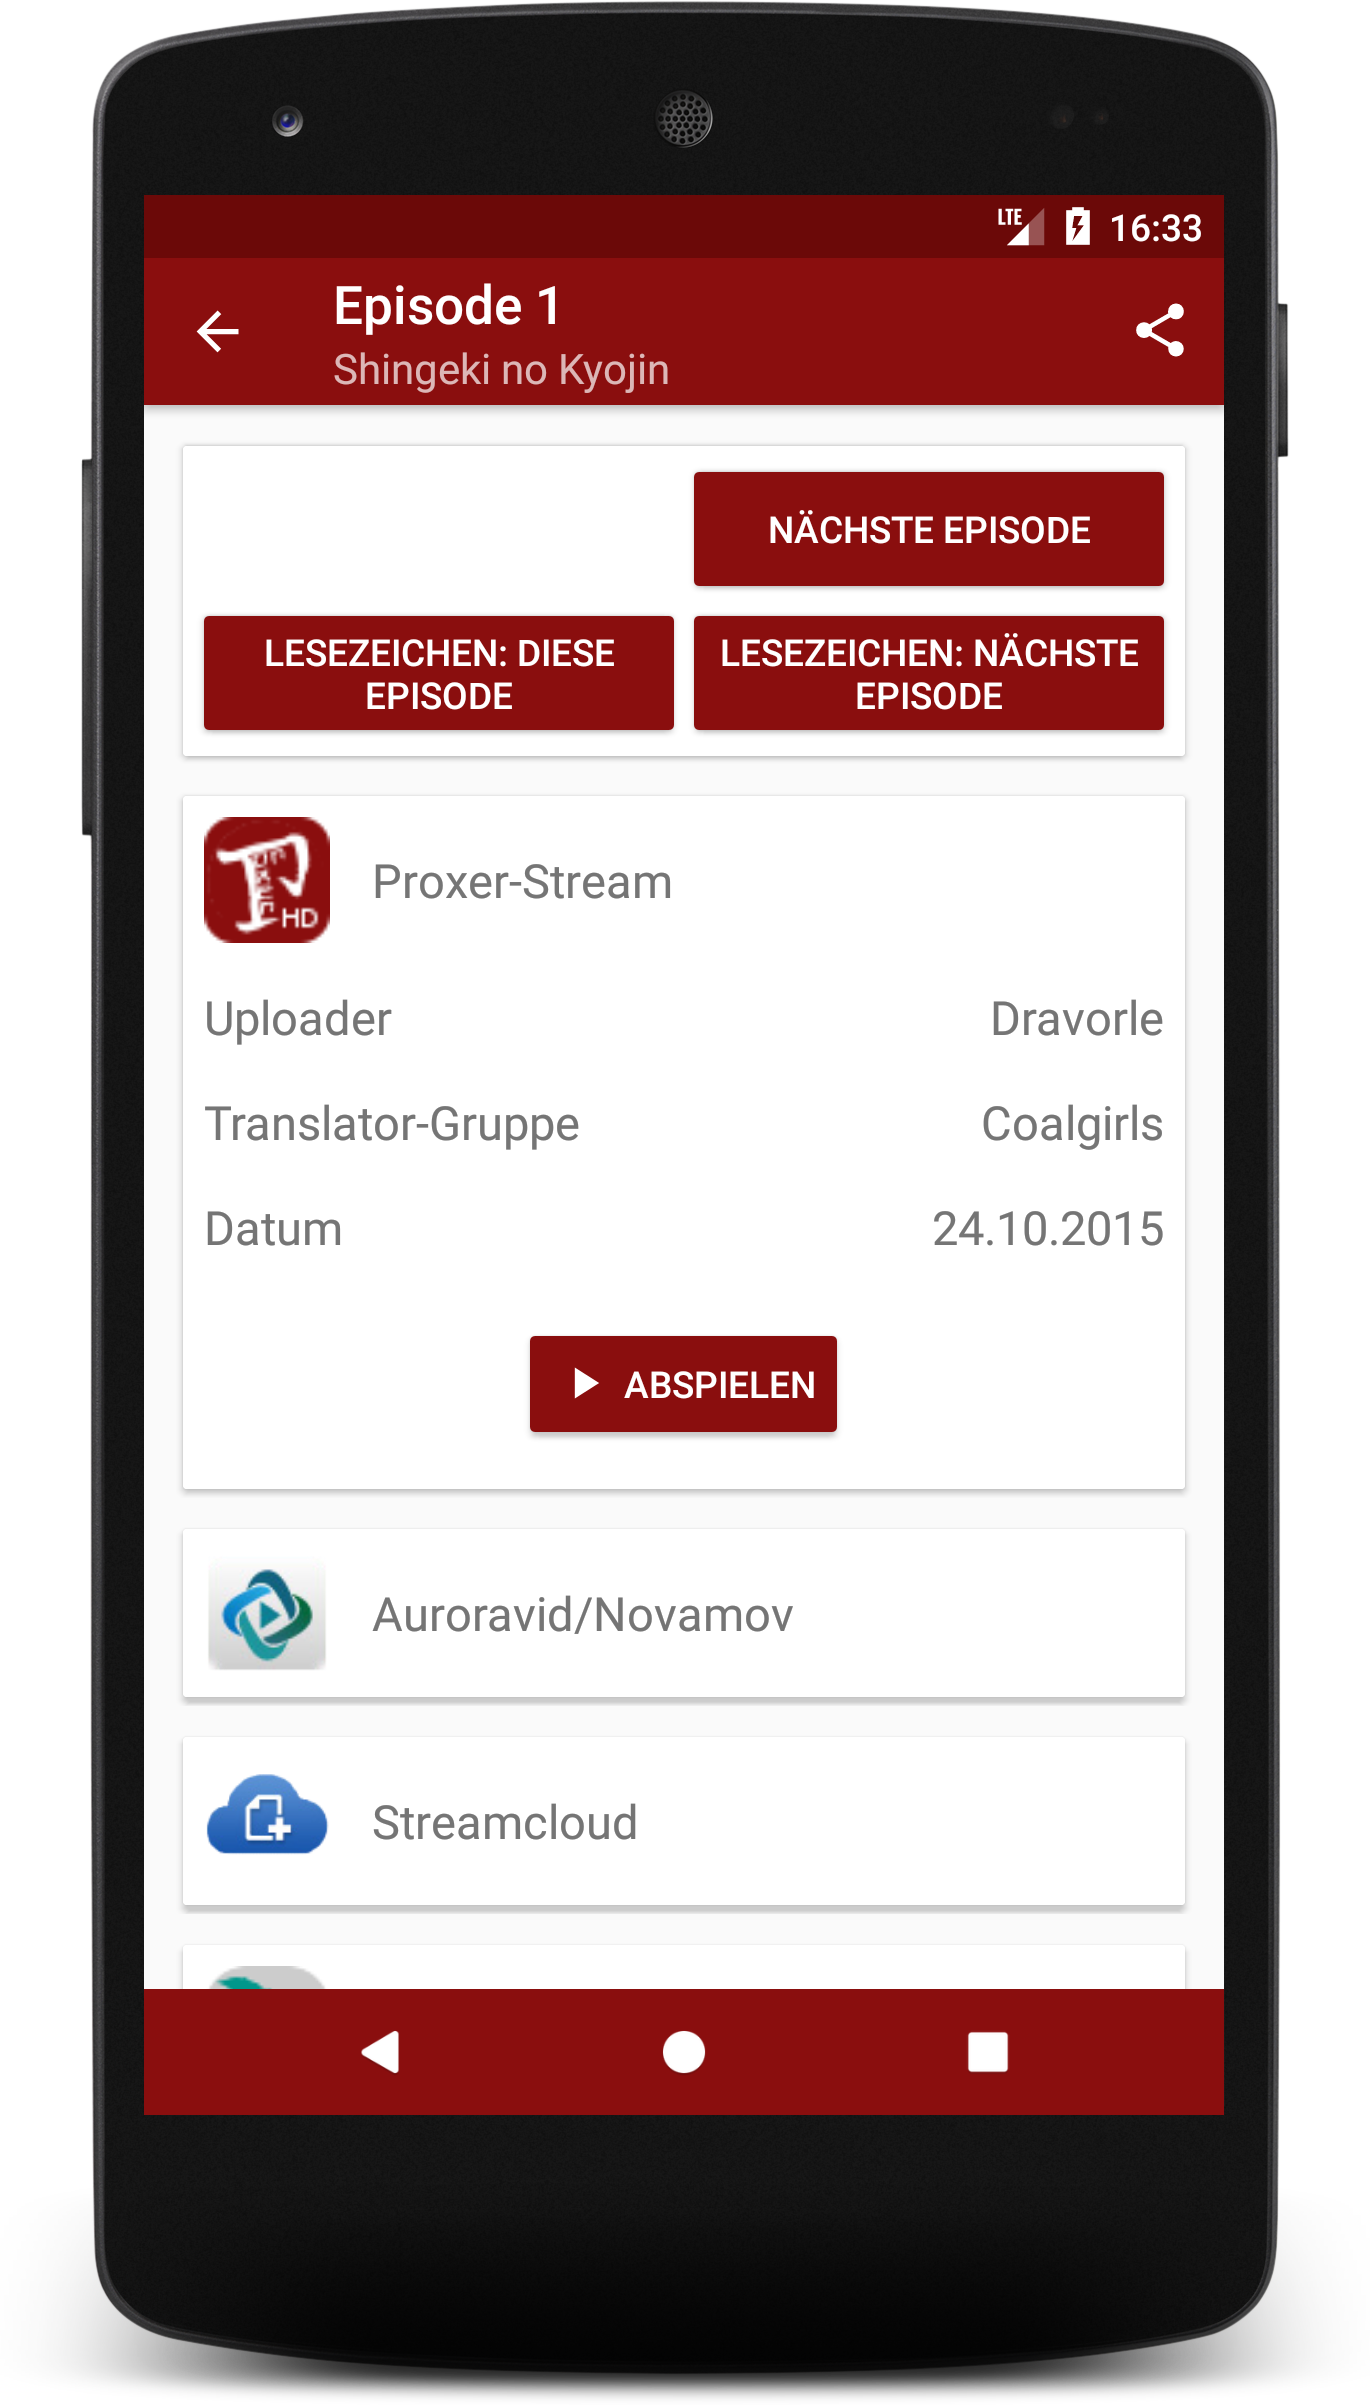 LTE 16:33
Episode 1
Shingeki no Kyojin
NÄCHSTE EPISODE
LESEZEICHEN: DIESE
EPISODE
LESEZEICHEN: NÄCHSTE
EPISODE
HD
Proxer-Stream
Uploader Dravorle
Translator-Gruppe Coalgirls
Datum 24.10.2015
ABSPIELEN
Auroravid/Novamov
Streamcloud